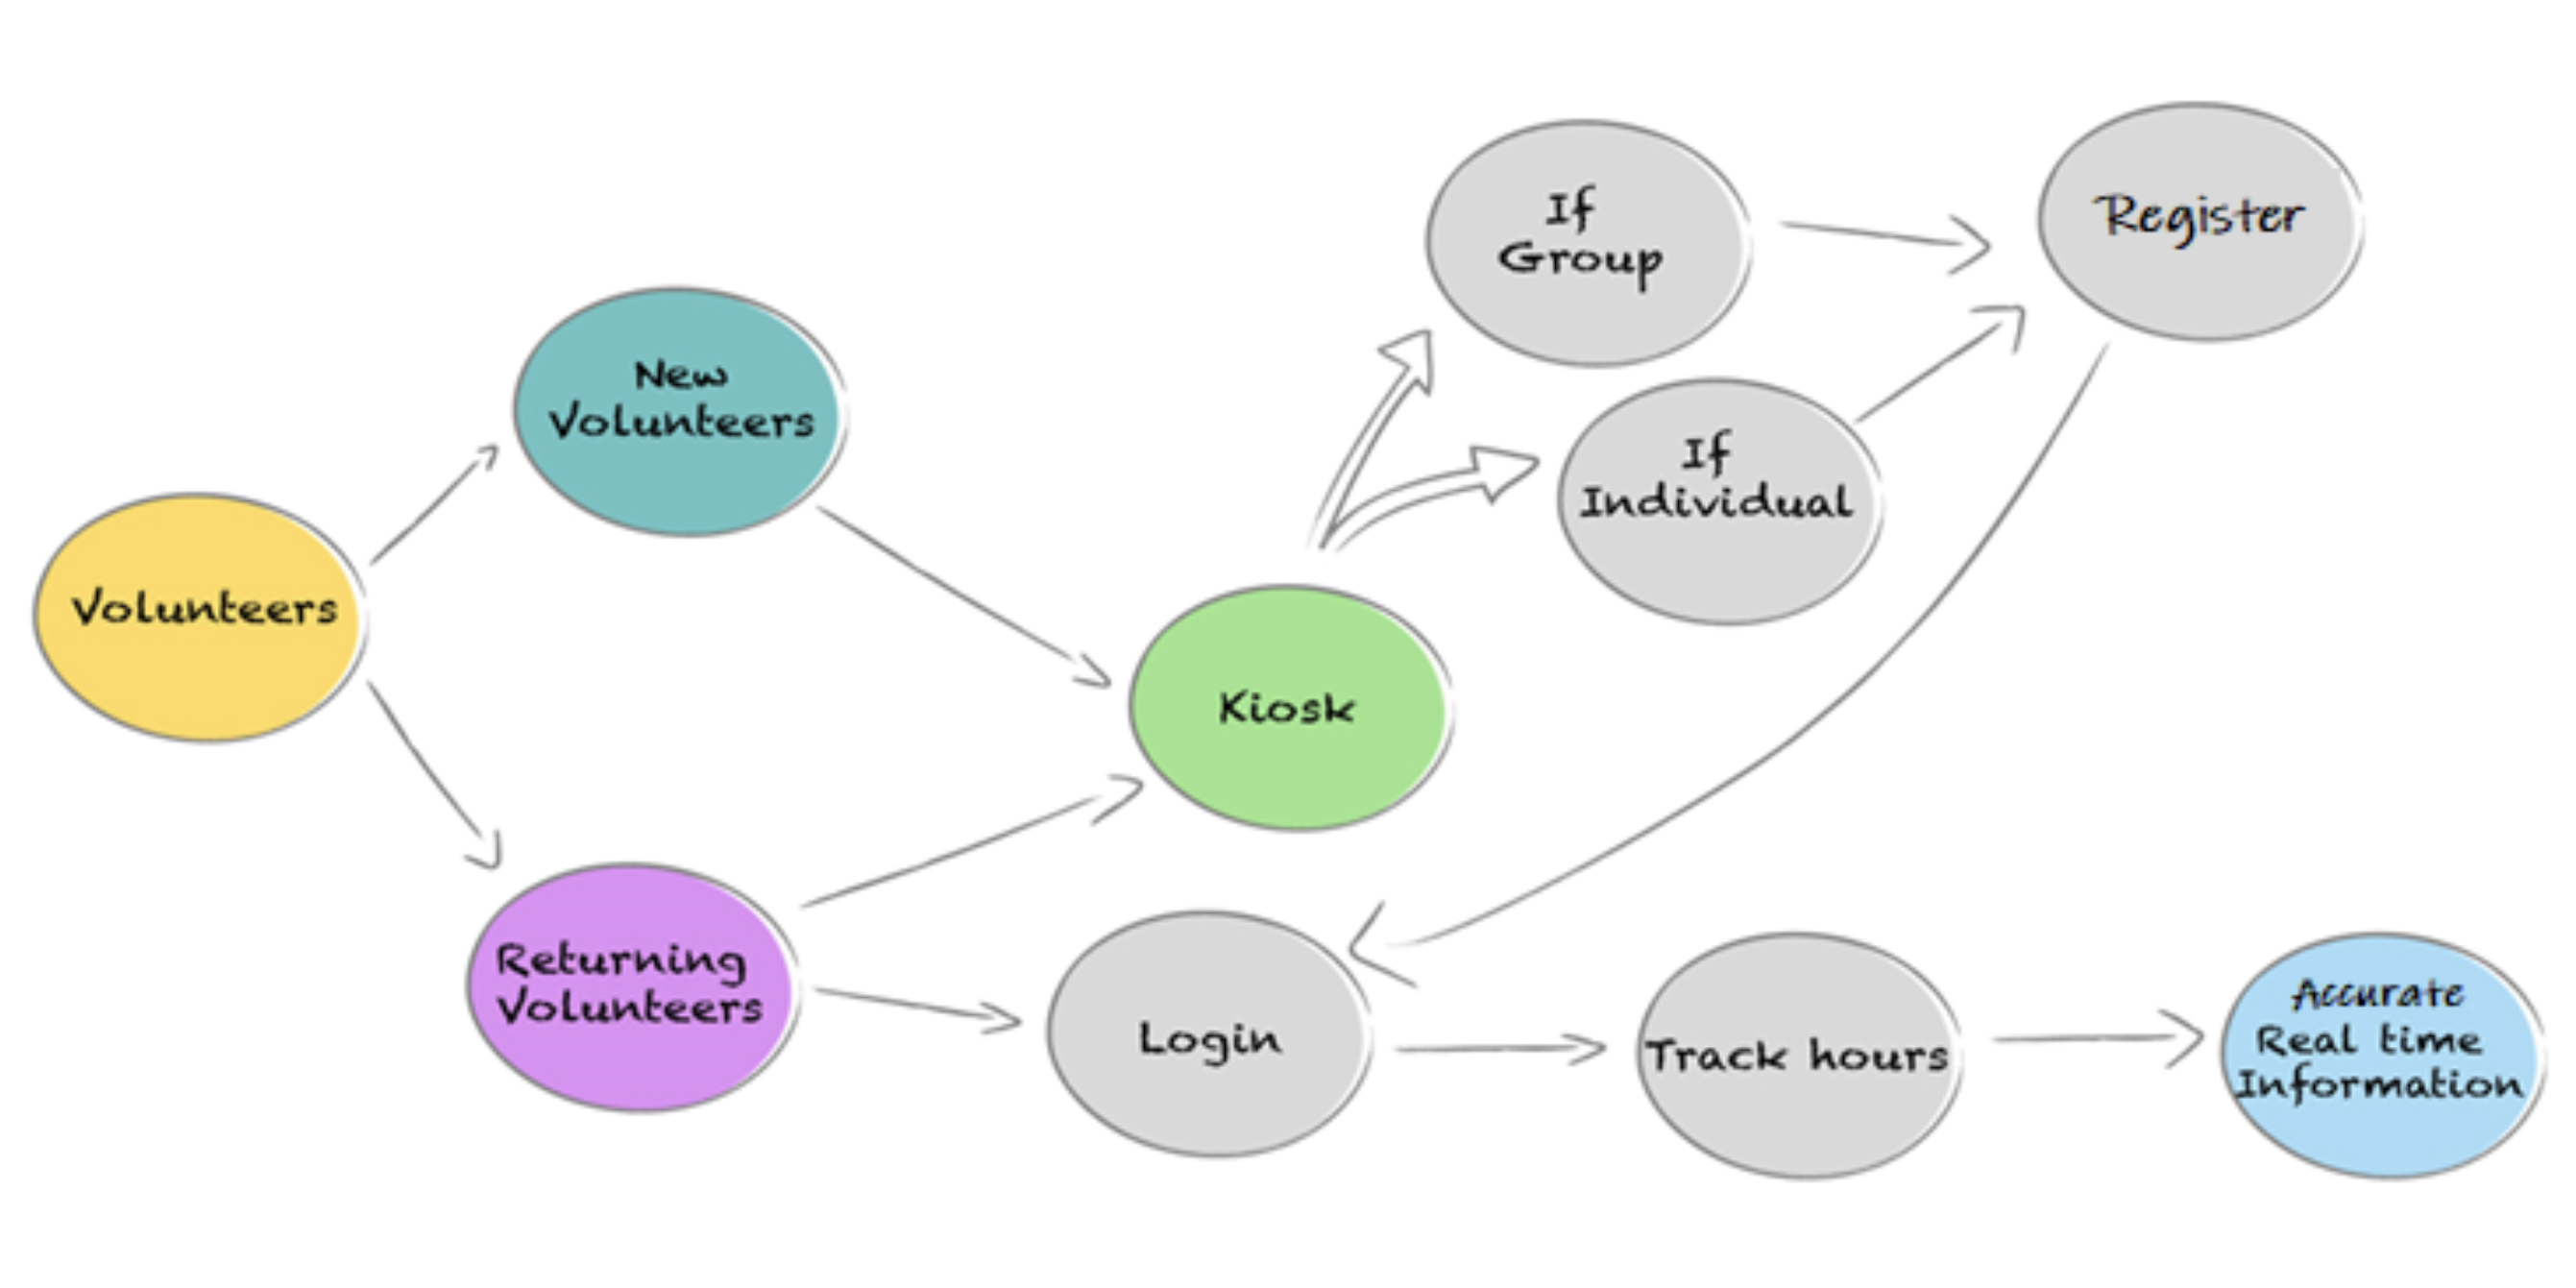 Volunteers
New
Volunteers
Returning
Volunteers
Kiosk
If
Group
If
Individual
Register
Login
Track hours
Accurate
Real time
Information